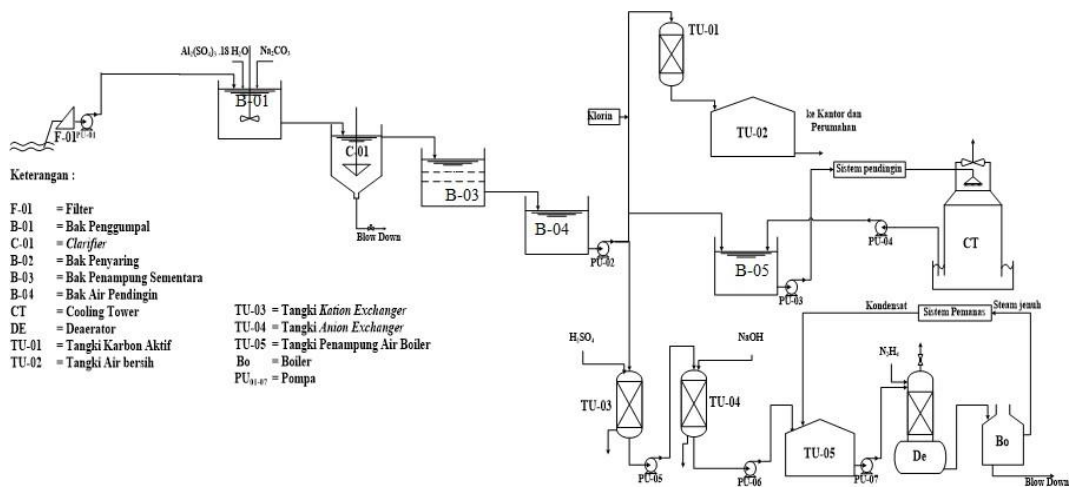 TU-01
Al₂(SO₄)₃.18 H₂O
Na₂CO₃
B-01
F-01
PU-01
Klorin
ke Kantor dan
Perumahan
TU-02
C-01
Sistem pendingin
B-03
Keterangan :
F-01 = Filter
B-01 = Bak Penggumpal
C-01 = Clarifier
B-02 = Bak Penyaring
B-03 = Bak Penampung Sementara
B-04 = Bak Air Pendingin
CT = Cooling Tower
DE = Deaerator
TU-01 = Tangki Karbon Aktif
TU-02 = Tangki Air bersih
TU-03 = Tangki Kation Exchanger
TU-04 = Tangki Anion Exchanger
TU-05 = Tangki Penampung Air Boiler
Bo = Boiler
PU₀₁₋₀₇ = Pompa
Blow Down
B-04
PU-02
B-05
PU-03
PU-04
CT
Kondensat
Sistem Pemanas
Steam jenuh
H₂SO₄
NaOH
N₂H₄
TU-03
TU-04
PU-05
PU-06
TU-05
PU-07
De
Bo
Blow Down